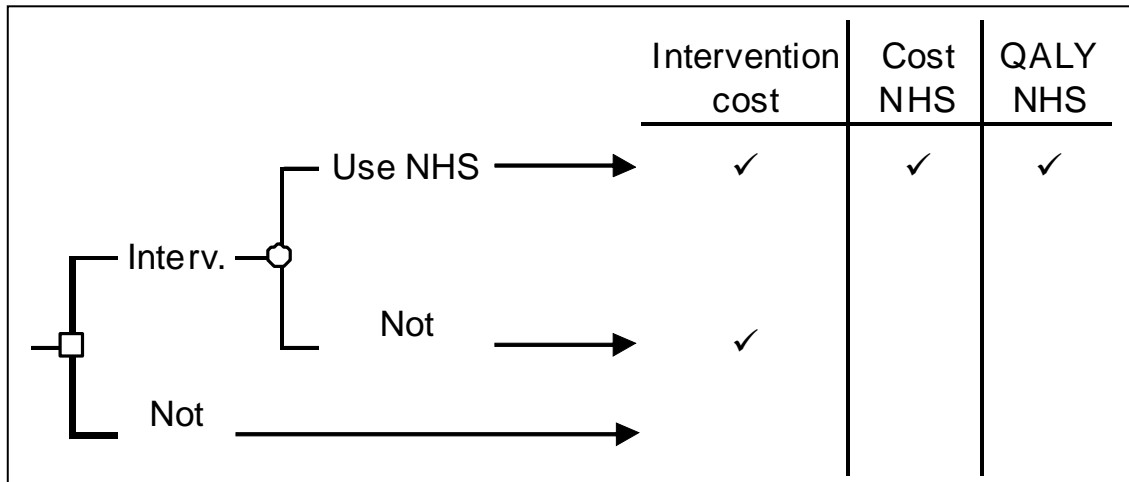 Intervention cost
Cost NHS
QALY NHS
Use NHS ✓ ✓ ✓
Interv.
Not ✓
Not